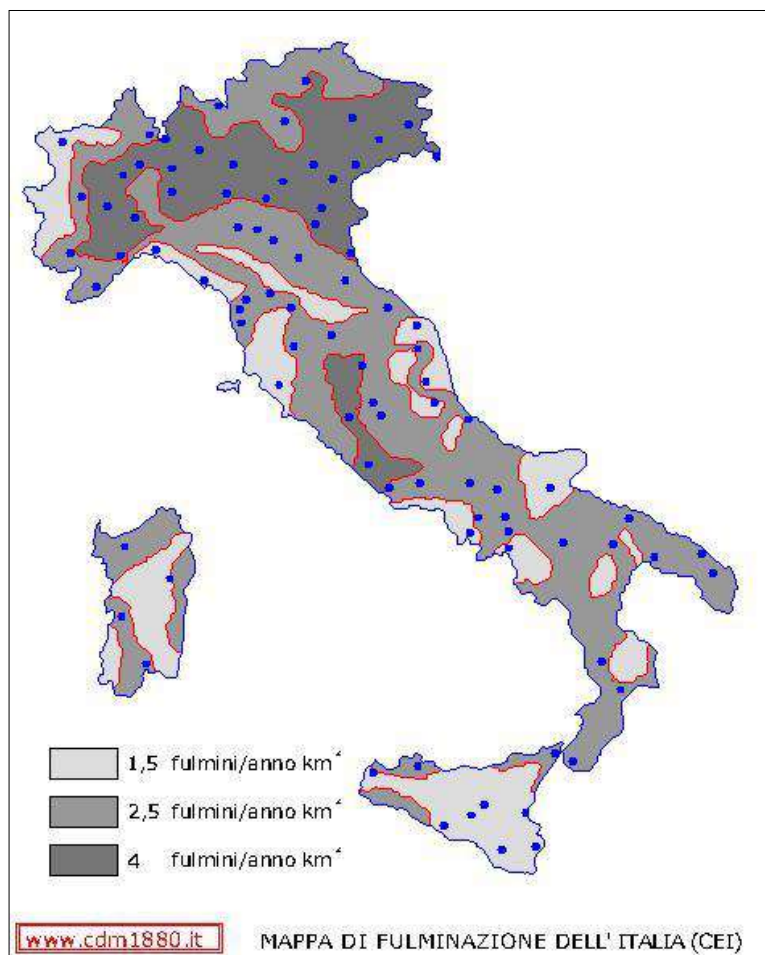 1,5 fulmini/anno km²
2,5 fulmini/anno km²
4 fulmini/anno km²
www.cdm1880.it
MAPPA DI FULMINAZIONE DELL' ITALIA (CEI)